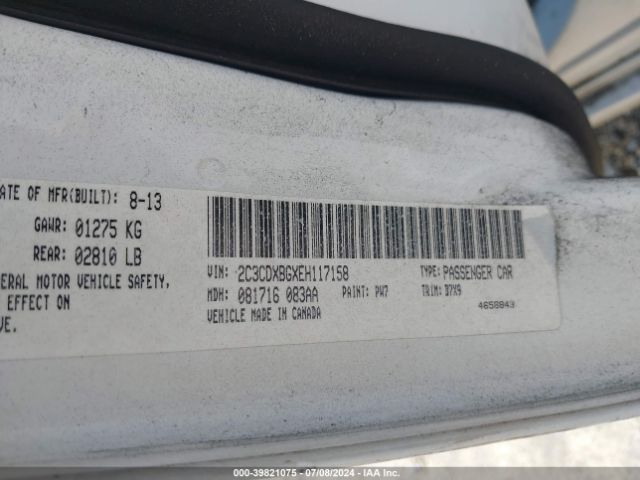 ATE OF MFR(BUILT): 8-13
GAWR: 01275 KG
REAR: 02810 LB
ERAL MOTOR VEHICLE SAFETY,
EFFECT ON
VE.
VIN: 2C3CDXBGXEH117158 TYPE: PASSENGER CAR
MDH: 081716 083AA PAINT: PW7 TRIM: B7X9
VEHICLE MADE IN CANADA 4658843
000-39821075 - 07/08/2024 - IAA Inc.